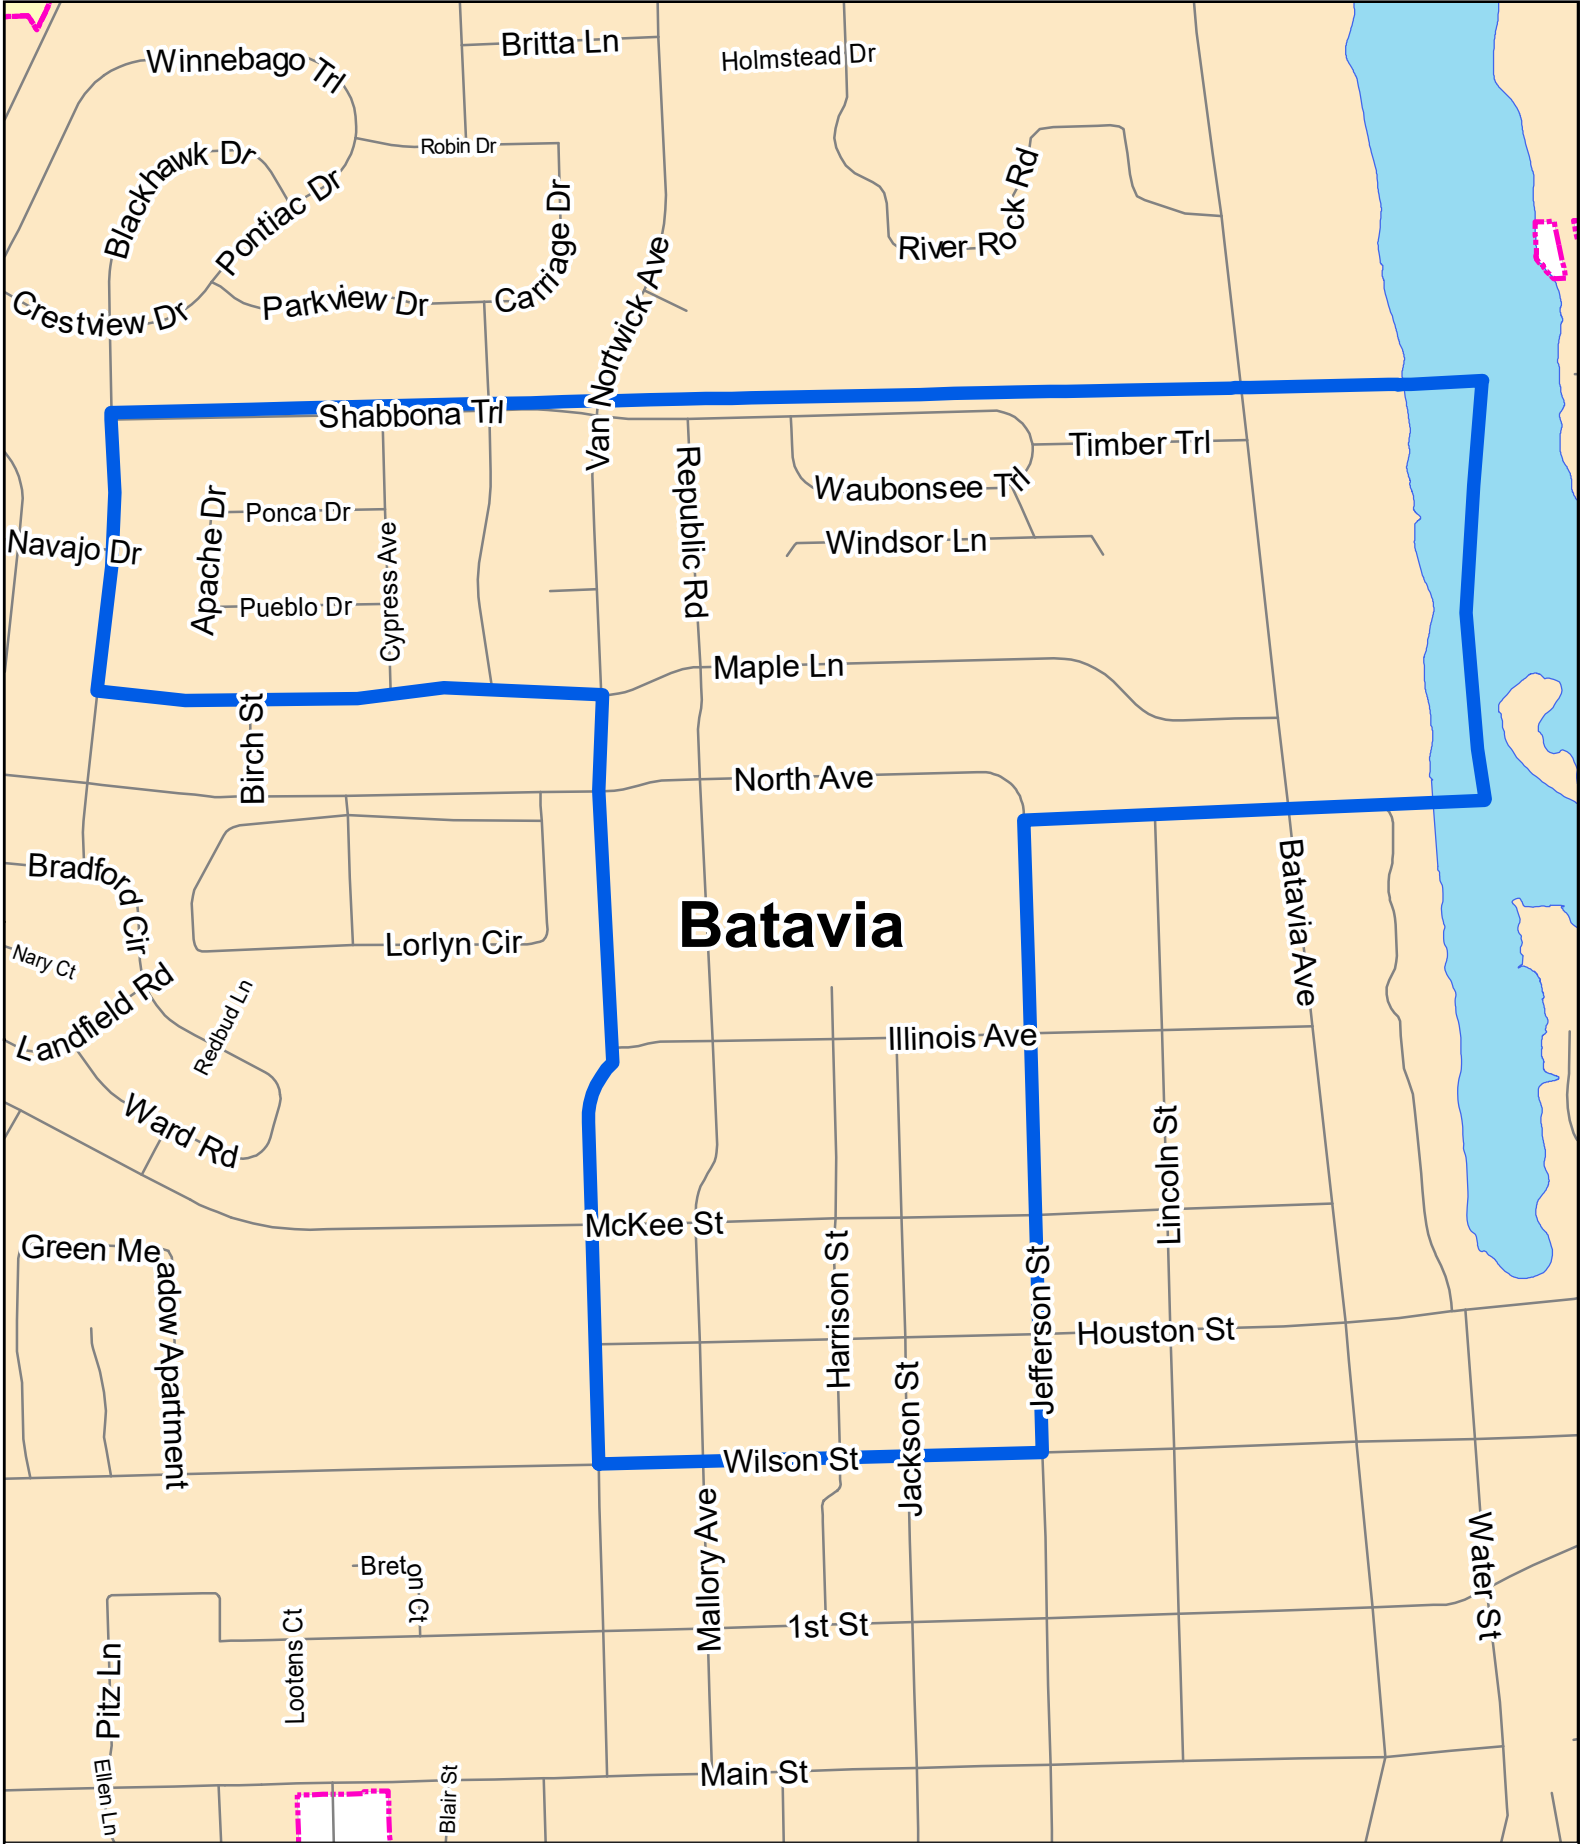 Britta Ln
Holmstead Dr
Winnebago Trl
Robin Dr
Blackhawk Dr
Pontiac Dr
Carriage Dr
River Rock Rd
Crestview Dr
Parkview Dr
Van Nortwick Ave
Shabbona Trl
Timber Trl
Republic Rd
Waubonsee Trl
Apache Dr
Ponca Dr
Cypress Ave
Navajo Dr
Windsor Ln
Pueblo Dr
Maple Ln
Birch St
North Ave
Bradford Cir
Batavia Ave
Batavia
Lorlyn Cir
Nary Ct
Landfield Rd
Redbud Ln
Illinois Ave
Ward Rd
Lincoln St
McKee St
Green Meadow Apartment
Harrison St
Jefferson St
Houston St
Jackson St
Wilson St
Mallory Ave
Water St
Breton Ct
Lootens Ct
1st St
Pitz Ln
Ellen Ln
Blair St
Main St